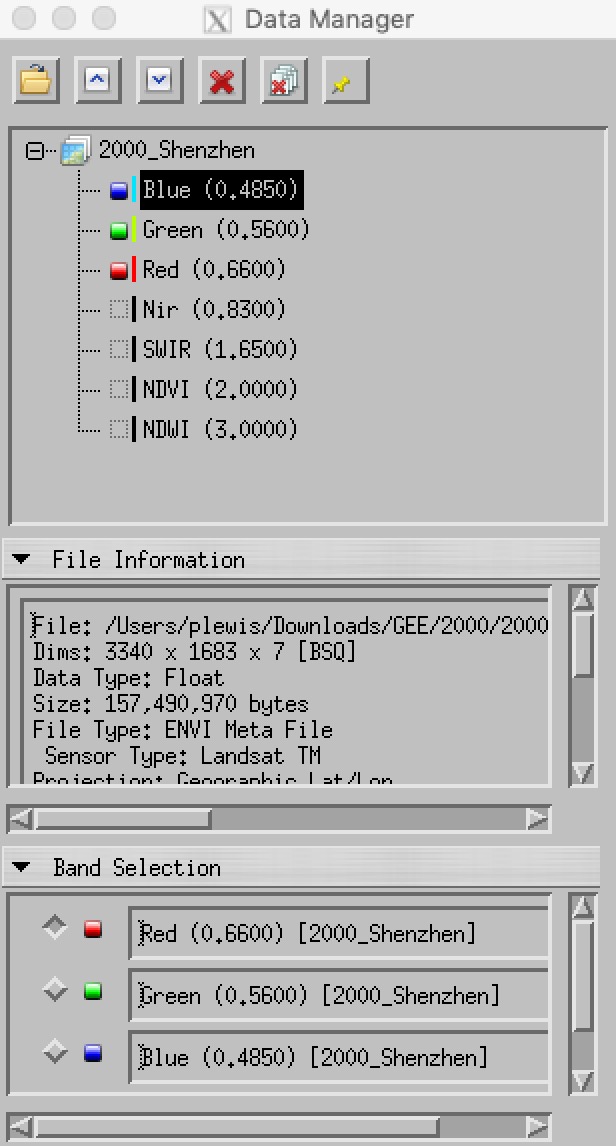 Data Manager
2000_Shenzhen
Blue (0.4850)
Green (0.5600)
Red (0.6600)
Nir (0.8300)
SWIR (1.6500)
NDVI (2.0000)
NDWI (3.0000)
File Information
File: /Users/plewis/Downloads/GEE/2000/2000
Dims: 3340 x 1683 x 7 [BSQ]
Data Type: Float
Size: 157,490,970 bytes
File Type: ENVI Meta File
Sensor Type: Landsat TM
Projection: Geographic Lat/Lon
Band Selection
Red (0.6600) [2000_Shenzhen]
Green (0.5600) [2000_Shenzhen]
Blue (0.4850) [2000_Shenzhen]